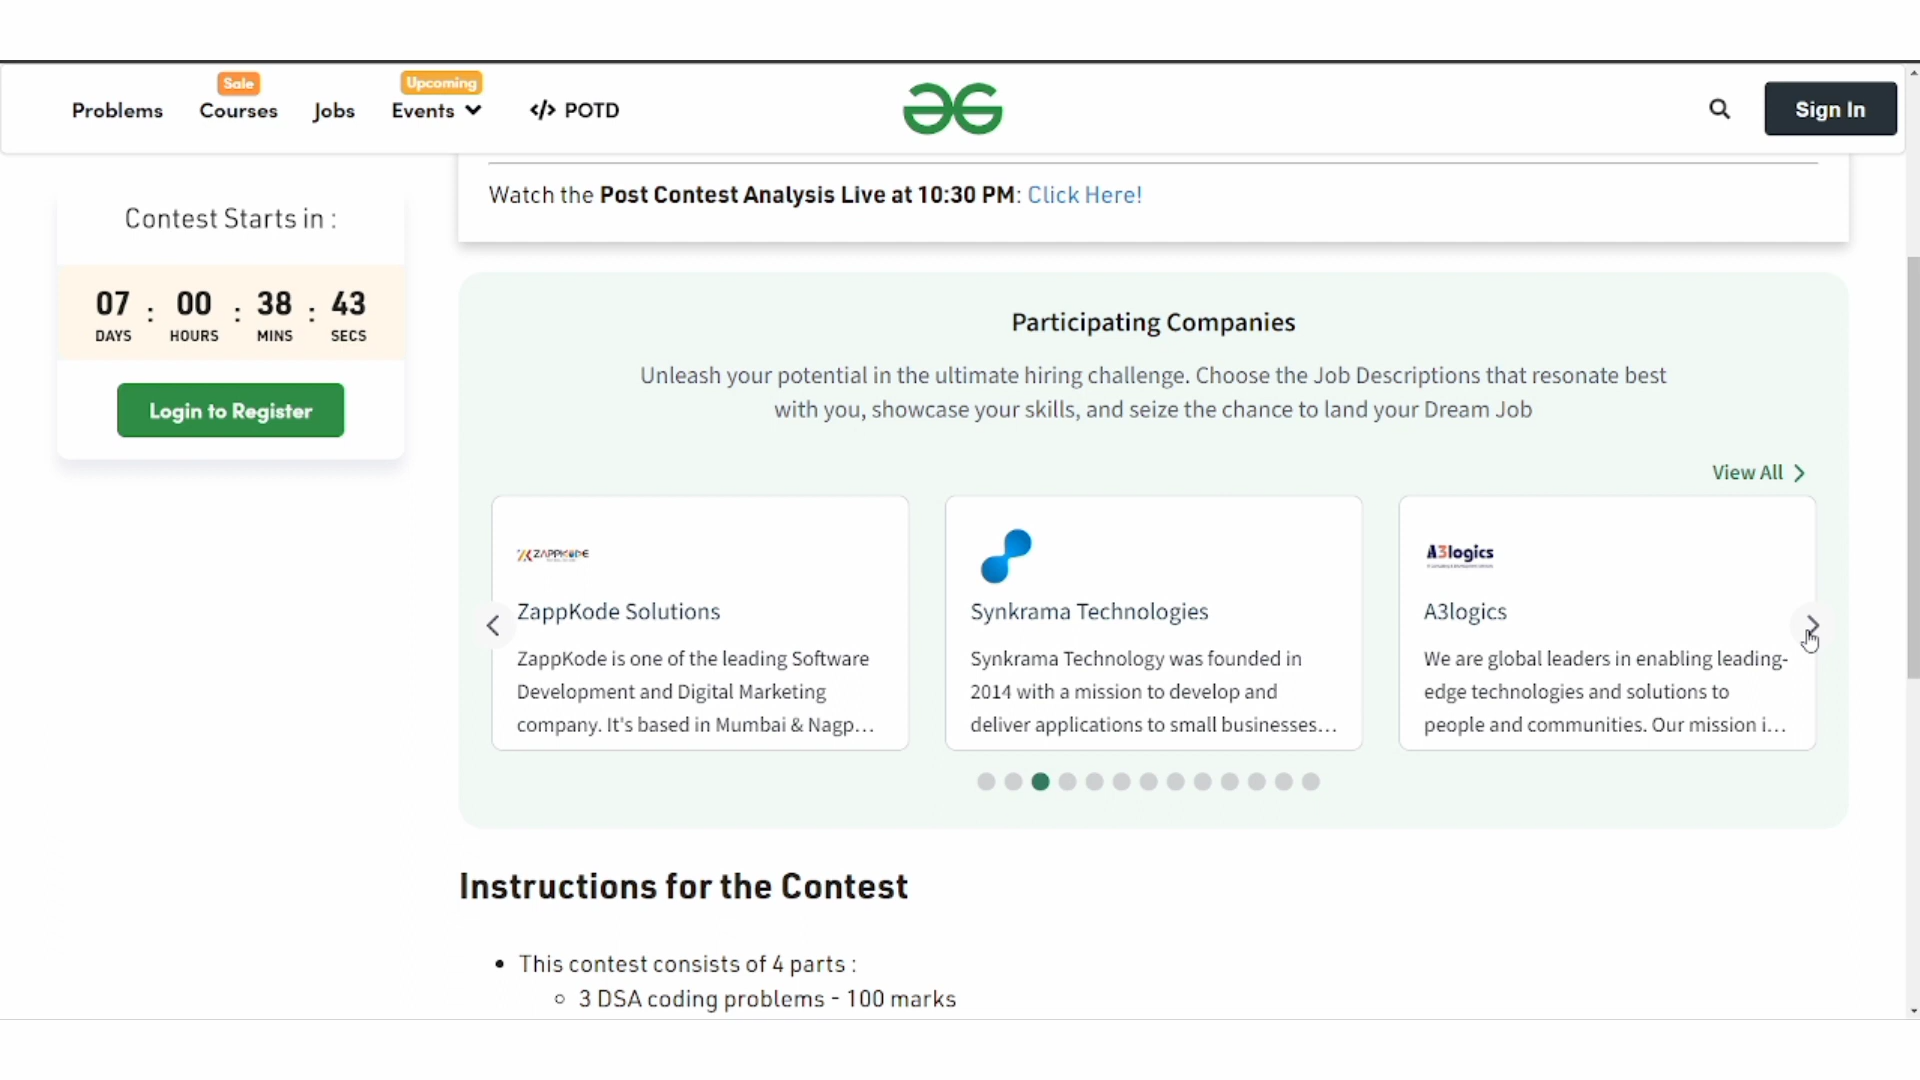 Sale
Upcoming
Problems Courses Jobs Events </> POTD
Sign In
Watch the Post Contest Analysis Live at 10:30 PM: Click Here!
Contest Starts in :
07 : 00 : 38 : 43
DAYS HOURS MINS SECS
Login to Register
Participating Companies
Unleash your potential in the ultimate hiring challenge. Choose the Job Descriptions that resonate best
with you, showcase your skills, and seize the chance to land your Dream Job
View All
ZAPPKODE
ZappKode Solutions
ZappKode is one of the leading Software
Development and Digital Marketing
company. It's based in Mumbai & Nagp...
Synkrama Technologies
Synkrama Technology was founded in
2014 with a mission to develop and
deliver applications to small businesses...
A3logics
A3logics
We are global leaders in enabling leading-
edge technologies and solutions to
people and communities. Our mission i...
Instructions for the Contest
• This contest consists of 4 parts :
○ 3 DSA coding problems - 100 marks